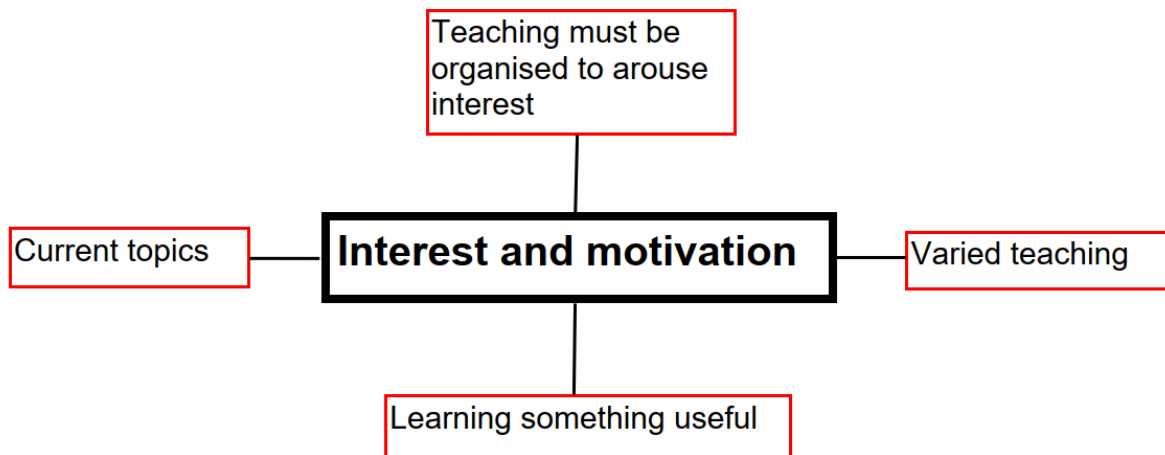 Teaching must be
organised to arouse
interest
Current topics
Interest and motivation
Varied teaching
Learning something useful